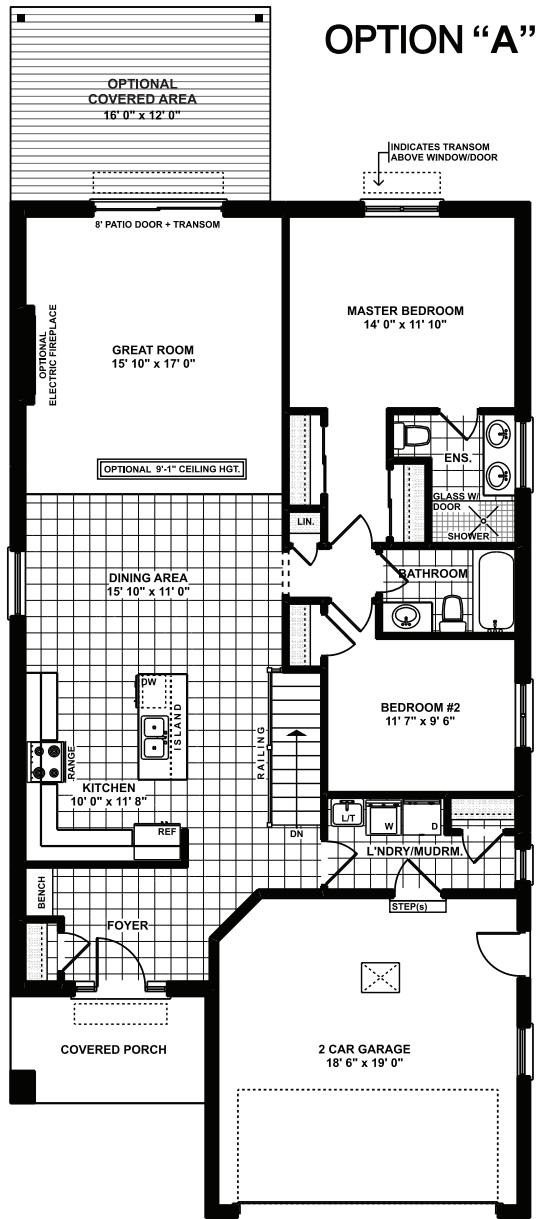 OPTION “A”
OPTIONAL
COVERED AREA
16' 0" x 12' 0"
INDICATES TRANSOM
ABOVE WINDOW/DOOR
8' PATIO DOOR + TRANSOM
OPTIONAL
ELECTRIC FIREPLACE
GREAT ROOM
15' 10" x 17' 0"
MASTER BEDROOM
14' 0" x 11' 10"
OPTIONAL 9'-1" CEILING HGT.
ENS.
GLASS W/
DOOR
SHOWER
LIN.
DINING AREA
15' 10" x 11' 0"
BATHROOM
BEDROOM #2
11' 7" x 9' 6"
DW
ISLAND
RAILING
RANGE
KITCHEN
10' 0" x 11' 8"
REF
DN
L/T
W
D
L'NDRY/MUDRM.
BENCH
FOYER
STEP(s)
COVERED PORCH
2 CAR GARAGE
18' 6" x 19' 0"